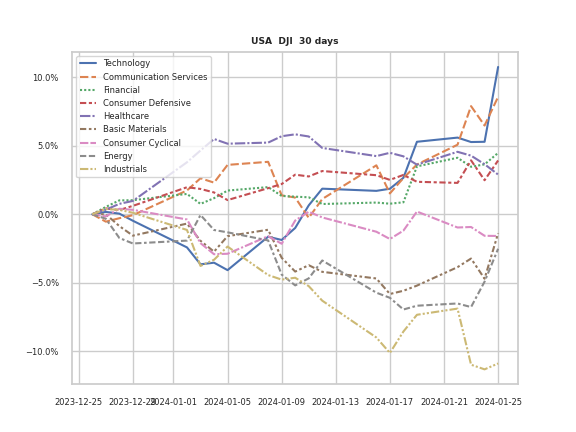 USA  DJI  30 days
10.0%
5.0%
0.0%
−5.0%
−10.0%
Technology
Communication Services
Financial
Consumer Defensive
Healthcare
Basic Materials
Consumer Cyclical
Energy
Industrials
2023-12-25 2023-12-29 2024-01-01 2024-01-05 2024-01-09 2024-01-13 2024-01-17 2024-01-21 2024-01-25